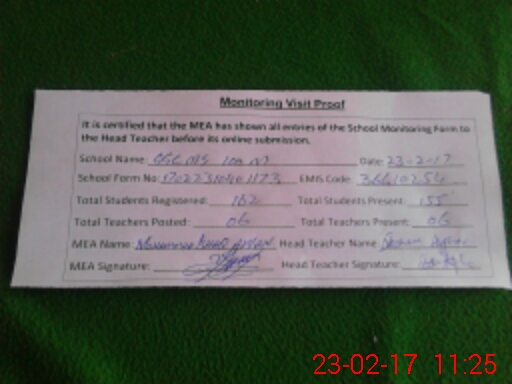 Monitoring Visit Proof
It is certified that the MEA has shown all entries of the School Monitoring Form to
the Head Teacher before its online submission.
School Name: Date: 23-2-17
School Form No: EMIS Code:
Total Students Registered: 162 Total Students Present: 155
Total Teachers Posted: 06 Total Teachers Present: 06
MEA Name Head Teacher Name
MEA Signature: Head Teacher Signature:
23-02-17 11:25